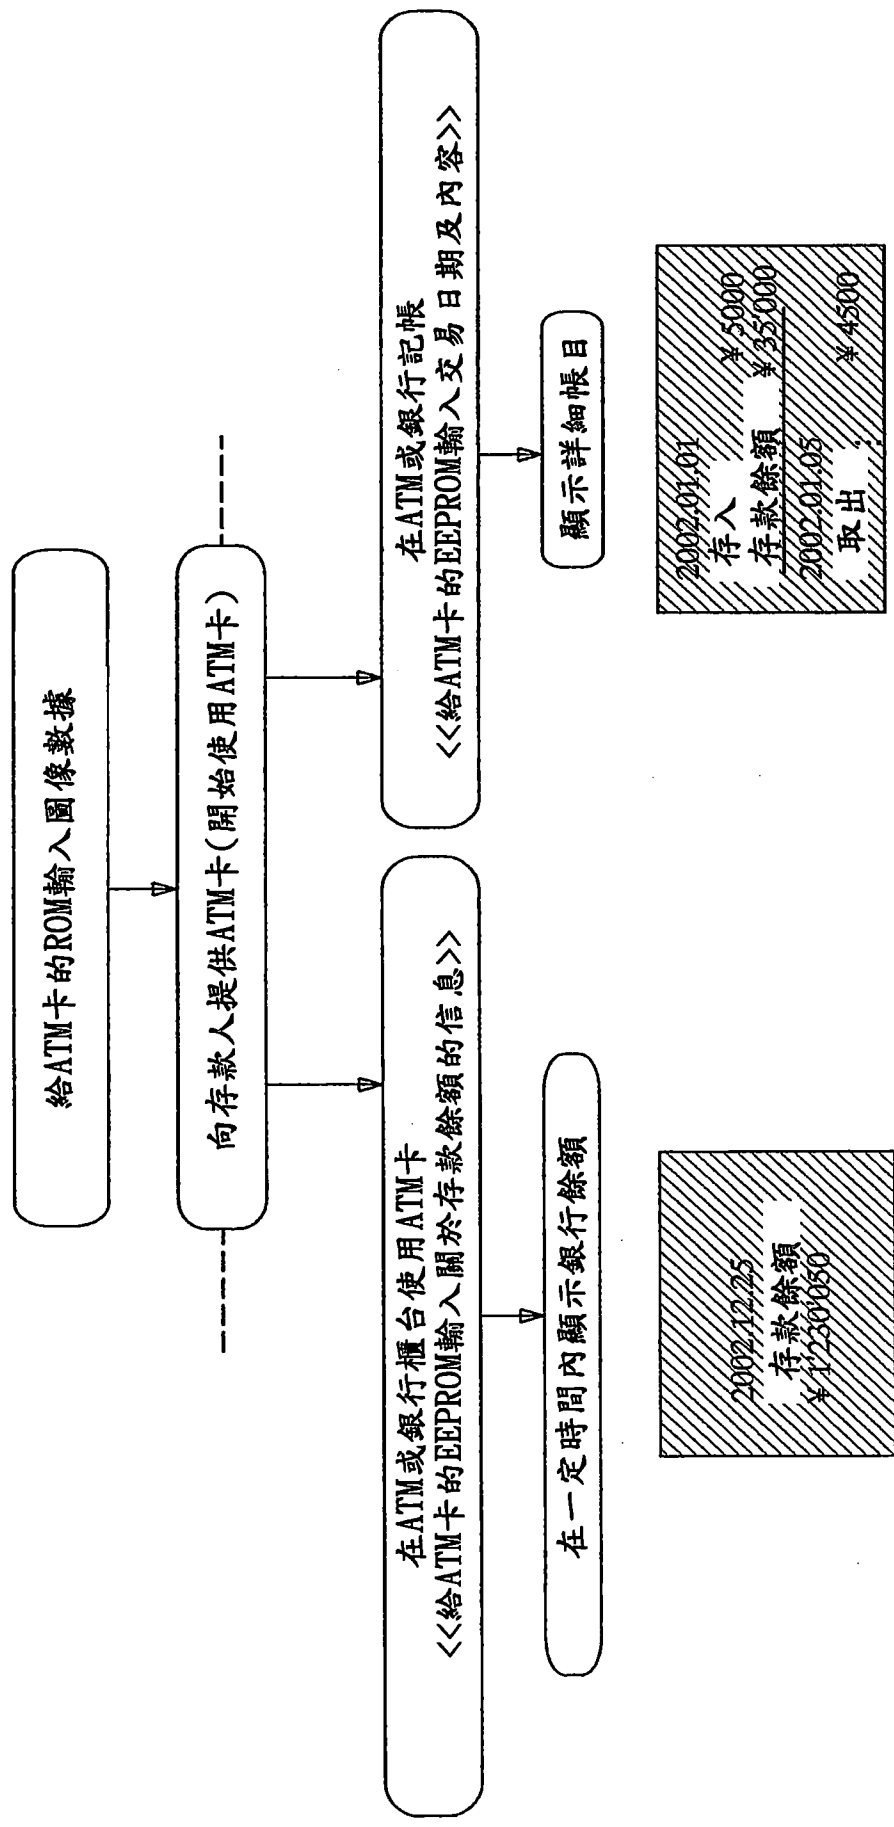 給ATM卡的ROM輸入圖像數據
向存款人提供ATM卡(開始使用ATM卡)
在ATM或銀行櫃台使用ATM卡
<<給ATM卡的EEPROM輸入關於存款餘額的信息>>
在一定時間內顯示銀行餘額
2002.12.25
存款餘額
¥1'230'050
在ATM或銀行記帳
<<給ATM卡的EEPROM輸入交易日期及內容>>
顯示詳細帳目
2002.01.01
存入 ¥5000
存款餘額 ¥35'000
2002.01.05
取出 ¥4500